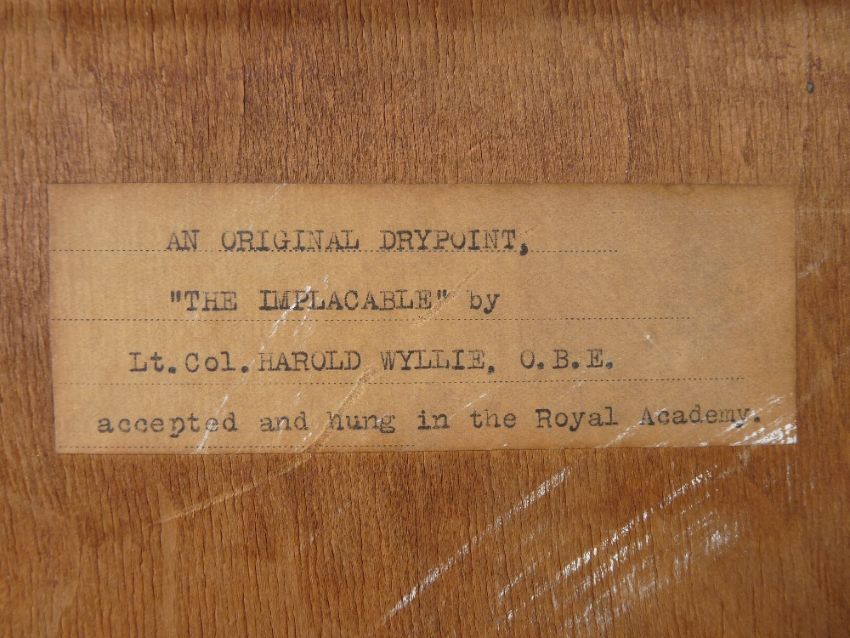 AN ORIGINAL DRYPOINT,
"THE IMPLACABLE" by
Lt.Col.HAROLD WYLLIE, O.B.E.
accepted and hung in the Royal Academy.